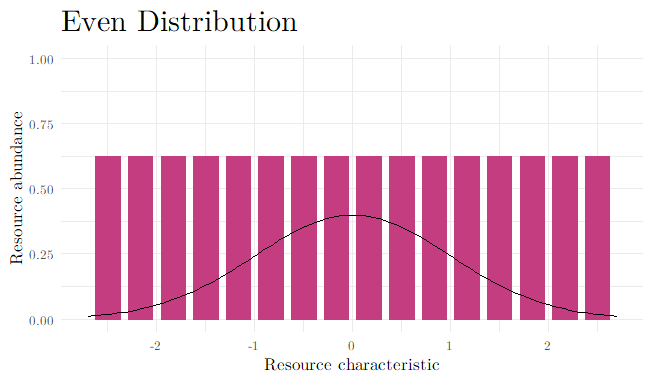 Even Distribution
1.00
0.75
0.50
0.25
0.00
Resource abundance
-2 -1 0 1 2
Resource characteristic